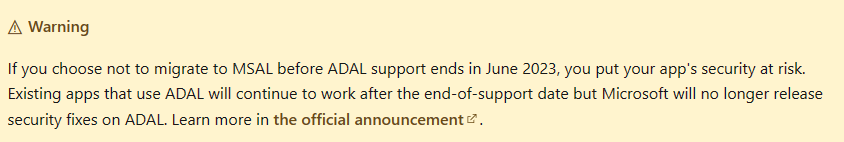 ⚠ Warning
If you choose not to migrate to MSAL before ADAL support ends in June 2023, you put your app's security at risk.
Existing apps that use ADAL will continue to work after the end-of-support date but Microsoft will no longer release
security fixes on ADAL. Learn more in the official announcement.